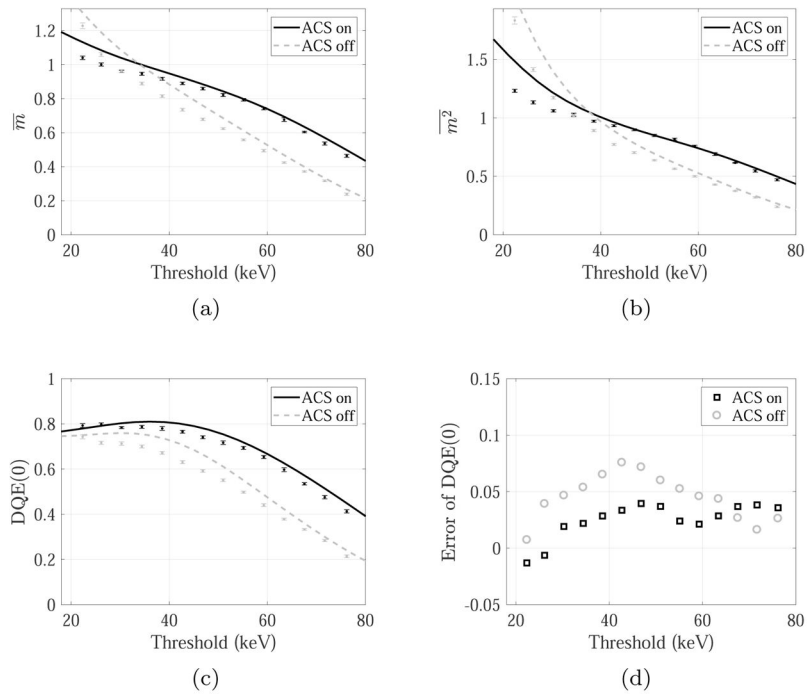 1.2
1
0.8
0.6
0.4
0.2
0
m̅
ACS on
ACS off
20 40 60 80
Threshold (keV)
(a)
1.5
1
0.5
0
m̅²
ACS on
ACS off
20 40 60 80
Threshold (keV)
(b)
1
0.8
0.6
0.4
0.2
0
DQE(0)
ACS on
ACS off
20 40 60 80
Threshold (keV)
(c)
0.15
0.1
0.05
0
-0.05
Error of DQE(0)
ACS on
ACS off
20 40 60 80
Threshold (keV)
(d)